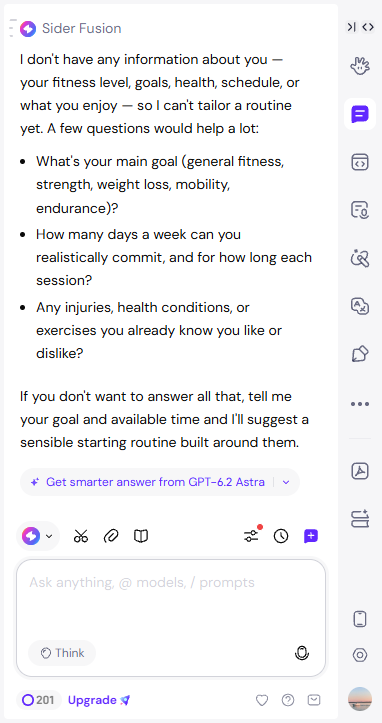 Sider Fusion
I don't have any information about you —
your fitness level, goals, health, schedule, or
what you enjoy — so I can't tailor a routine
yet. A few questions would help a lot:
• What's your main goal (general fitness,
strength, weight loss, mobility,
endurance)?
• How many days a week can you
realistically commit, and for how long each
session?
• Any injuries, health conditions, or
exercises you already know you like or
dislike?
If you don't want to answer all that, tell me
your goal and available time and I'll suggest a
sensible starting routine built around them.
Get smarter answer from GPT-6.2 Astra
Ask anything, @ models, / prompts
Think
201 Upgrade